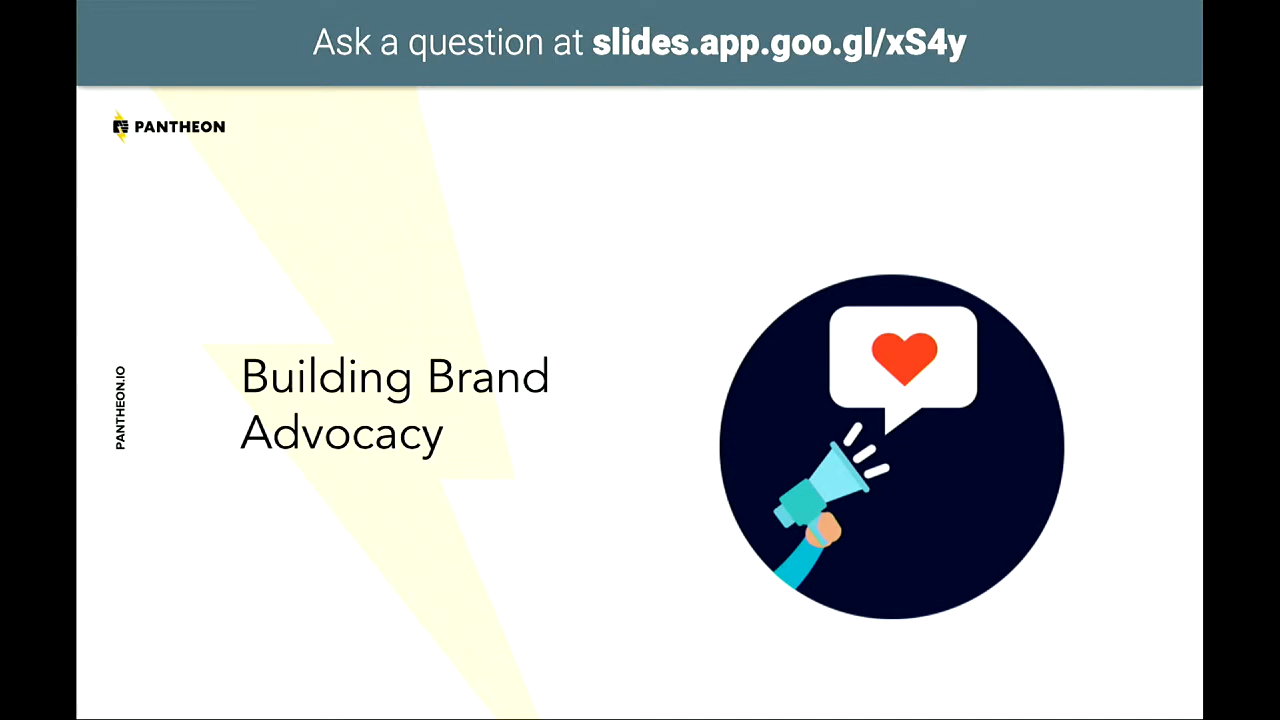 Ask a question at slides.app.goo.gl/xS4y
PANTHEON
PANTHEON.IO
Building Brand
Advocacy